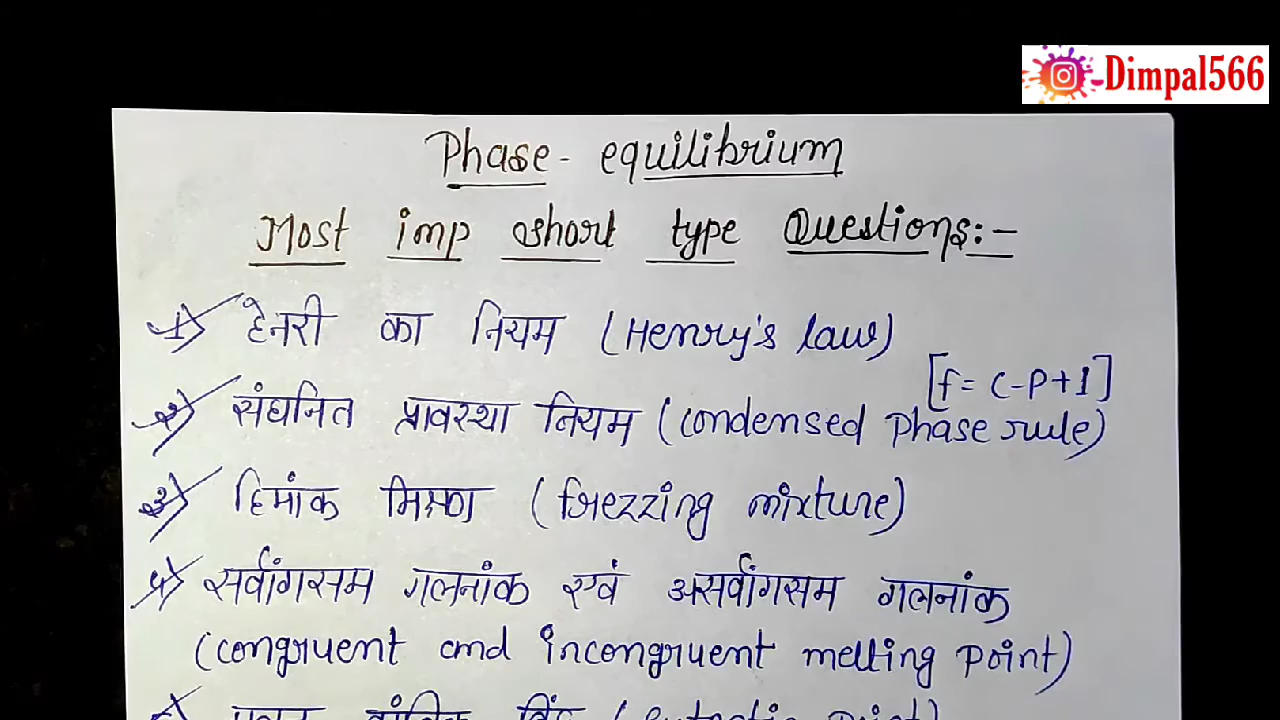 Dimpal566
Phase- equilibrium
Most imp short type Questions:-
1) हेनरी का नियम (Henry's law)
[f= C-P+1]
2) संघनित प्रावस्था नियम (condensed Phase rule)
3) हिमांक मिश्रण (frezzing mixture)
4) सर्वांगसम गलनांक एवं असर्वांगसम गलनांक
(congruent and incongruent melting point)